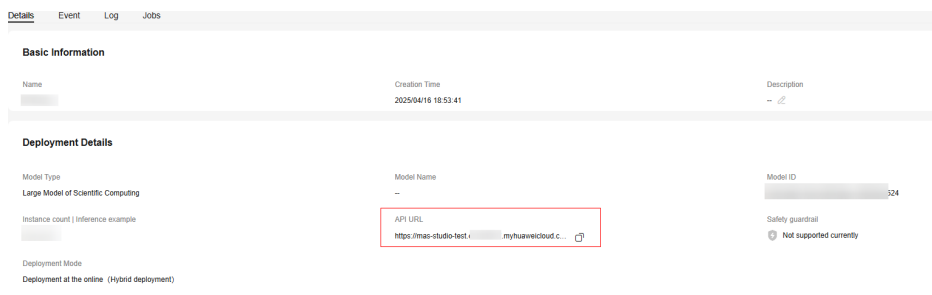 Details Event Log Jobs
Basic Information
Name Creation Time Description
2025/04/16 18:53:41 --
Deployment Details
Model Type Model Name Model ID
Large Model of Scientific Computing -- 524
Instance count | Inference example API URL Safety guardrail
https://mas-studio-test. .myhuaweicloud.c... Not supported currently
Deployment Mode
Deployment at the online（Hybrid deployment）